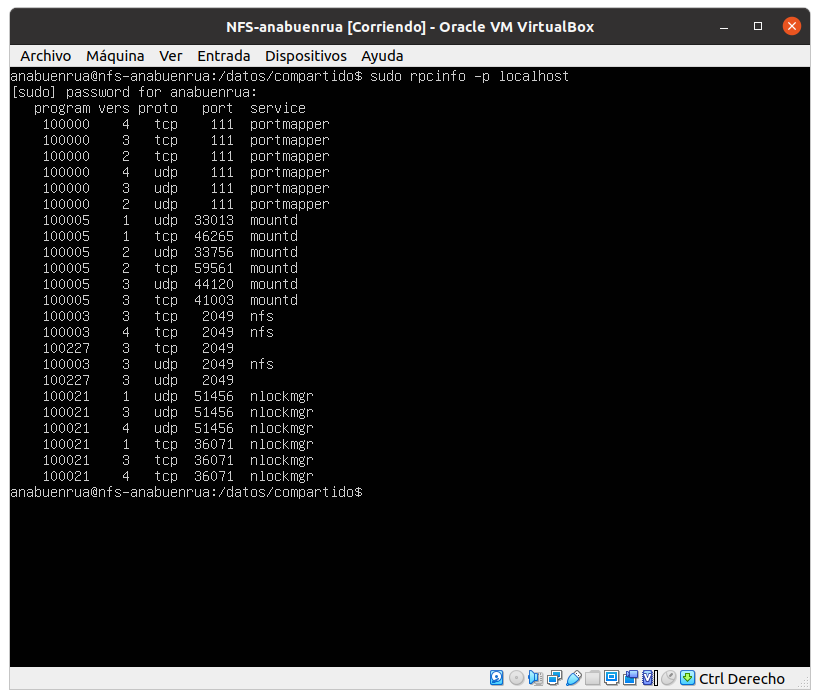 NFS-anabuenrua [Corriendo] - Oracle VM VirtualBox
Archivo Máquina Ver Entrada Dispositivos Ayuda
anabuenrua@nfs-anabuenrua:/datos/compartido$ sudo rpcinfo -p localhost
[sudo] password for anabuenrua:
   program vers proto   port  service
    100000    4   tcp    111  portmapper
    100000    3   tcp    111  portmapper
    100000    2   tcp    111  portmapper
    100000    4   udp    111  portmapper
    100000    3   udp    111  portmapper
    100000    2   udp    111  portmapper
    100005    1   udp  33013  mountd
    100005    1   tcp  46265  mountd
    100005    2   udp  33756  mountd
    100005    2   tcp  59561  mountd
    100005    3   udp  44120  mountd
    100005    3   tcp  41003  mountd
    100003    3   tcp   2049  nfs
    100003    4   tcp   2049  nfs
    100227    3   tcp   2049
    100003    3   udp   2049  nfs
    100227    3   udp   2049
    100021    1   udp  51456  nlockmgr
    100021    3   udp  51456  nlockmgr
    100021    4   udp  51456  nlockmgr
    100021    1   tcp  36071  nlockmgr
    100021    3   tcp  36071  nlockmgr
    100021    4   tcp  36071  nlockmgr
anabuenrua@nfs-anabuenrua:/datos/compartido$
Ctrl Derecho